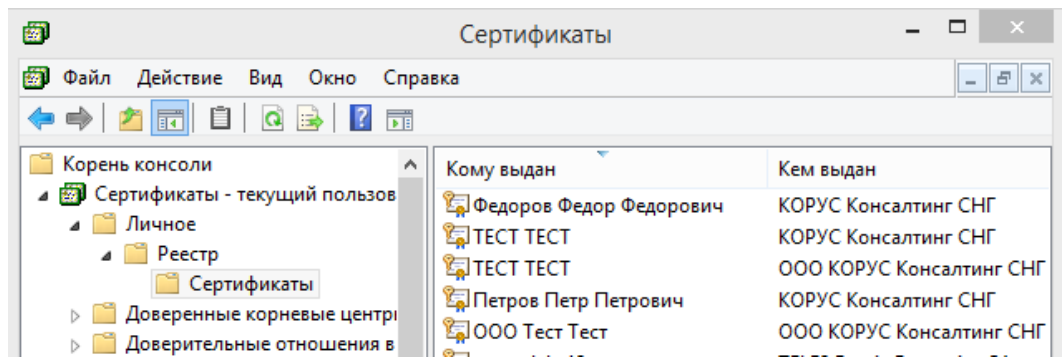 Сертификаты
Файл Действие Вид Окно Справка
Корень консоли
Сертификаты - текущий пользов
Личное
Реестр
Сертификаты
Доверенные корневые центры
Доверительные отношения в
Кому выдан Кем выдан
Федоров Федор Федорович КОРУС Консалтинг СНГ
ТЕСТ ТЕСТ КОРУС Консалтинг СНГ
ТЕСТ ТЕСТ ООО КОРУС Консалтинг СНГ
Петров Петр Петрович КОРУС Консалтинг СНГ
ООО Тест Тест ООО КОРУС Консалтинг СНГ